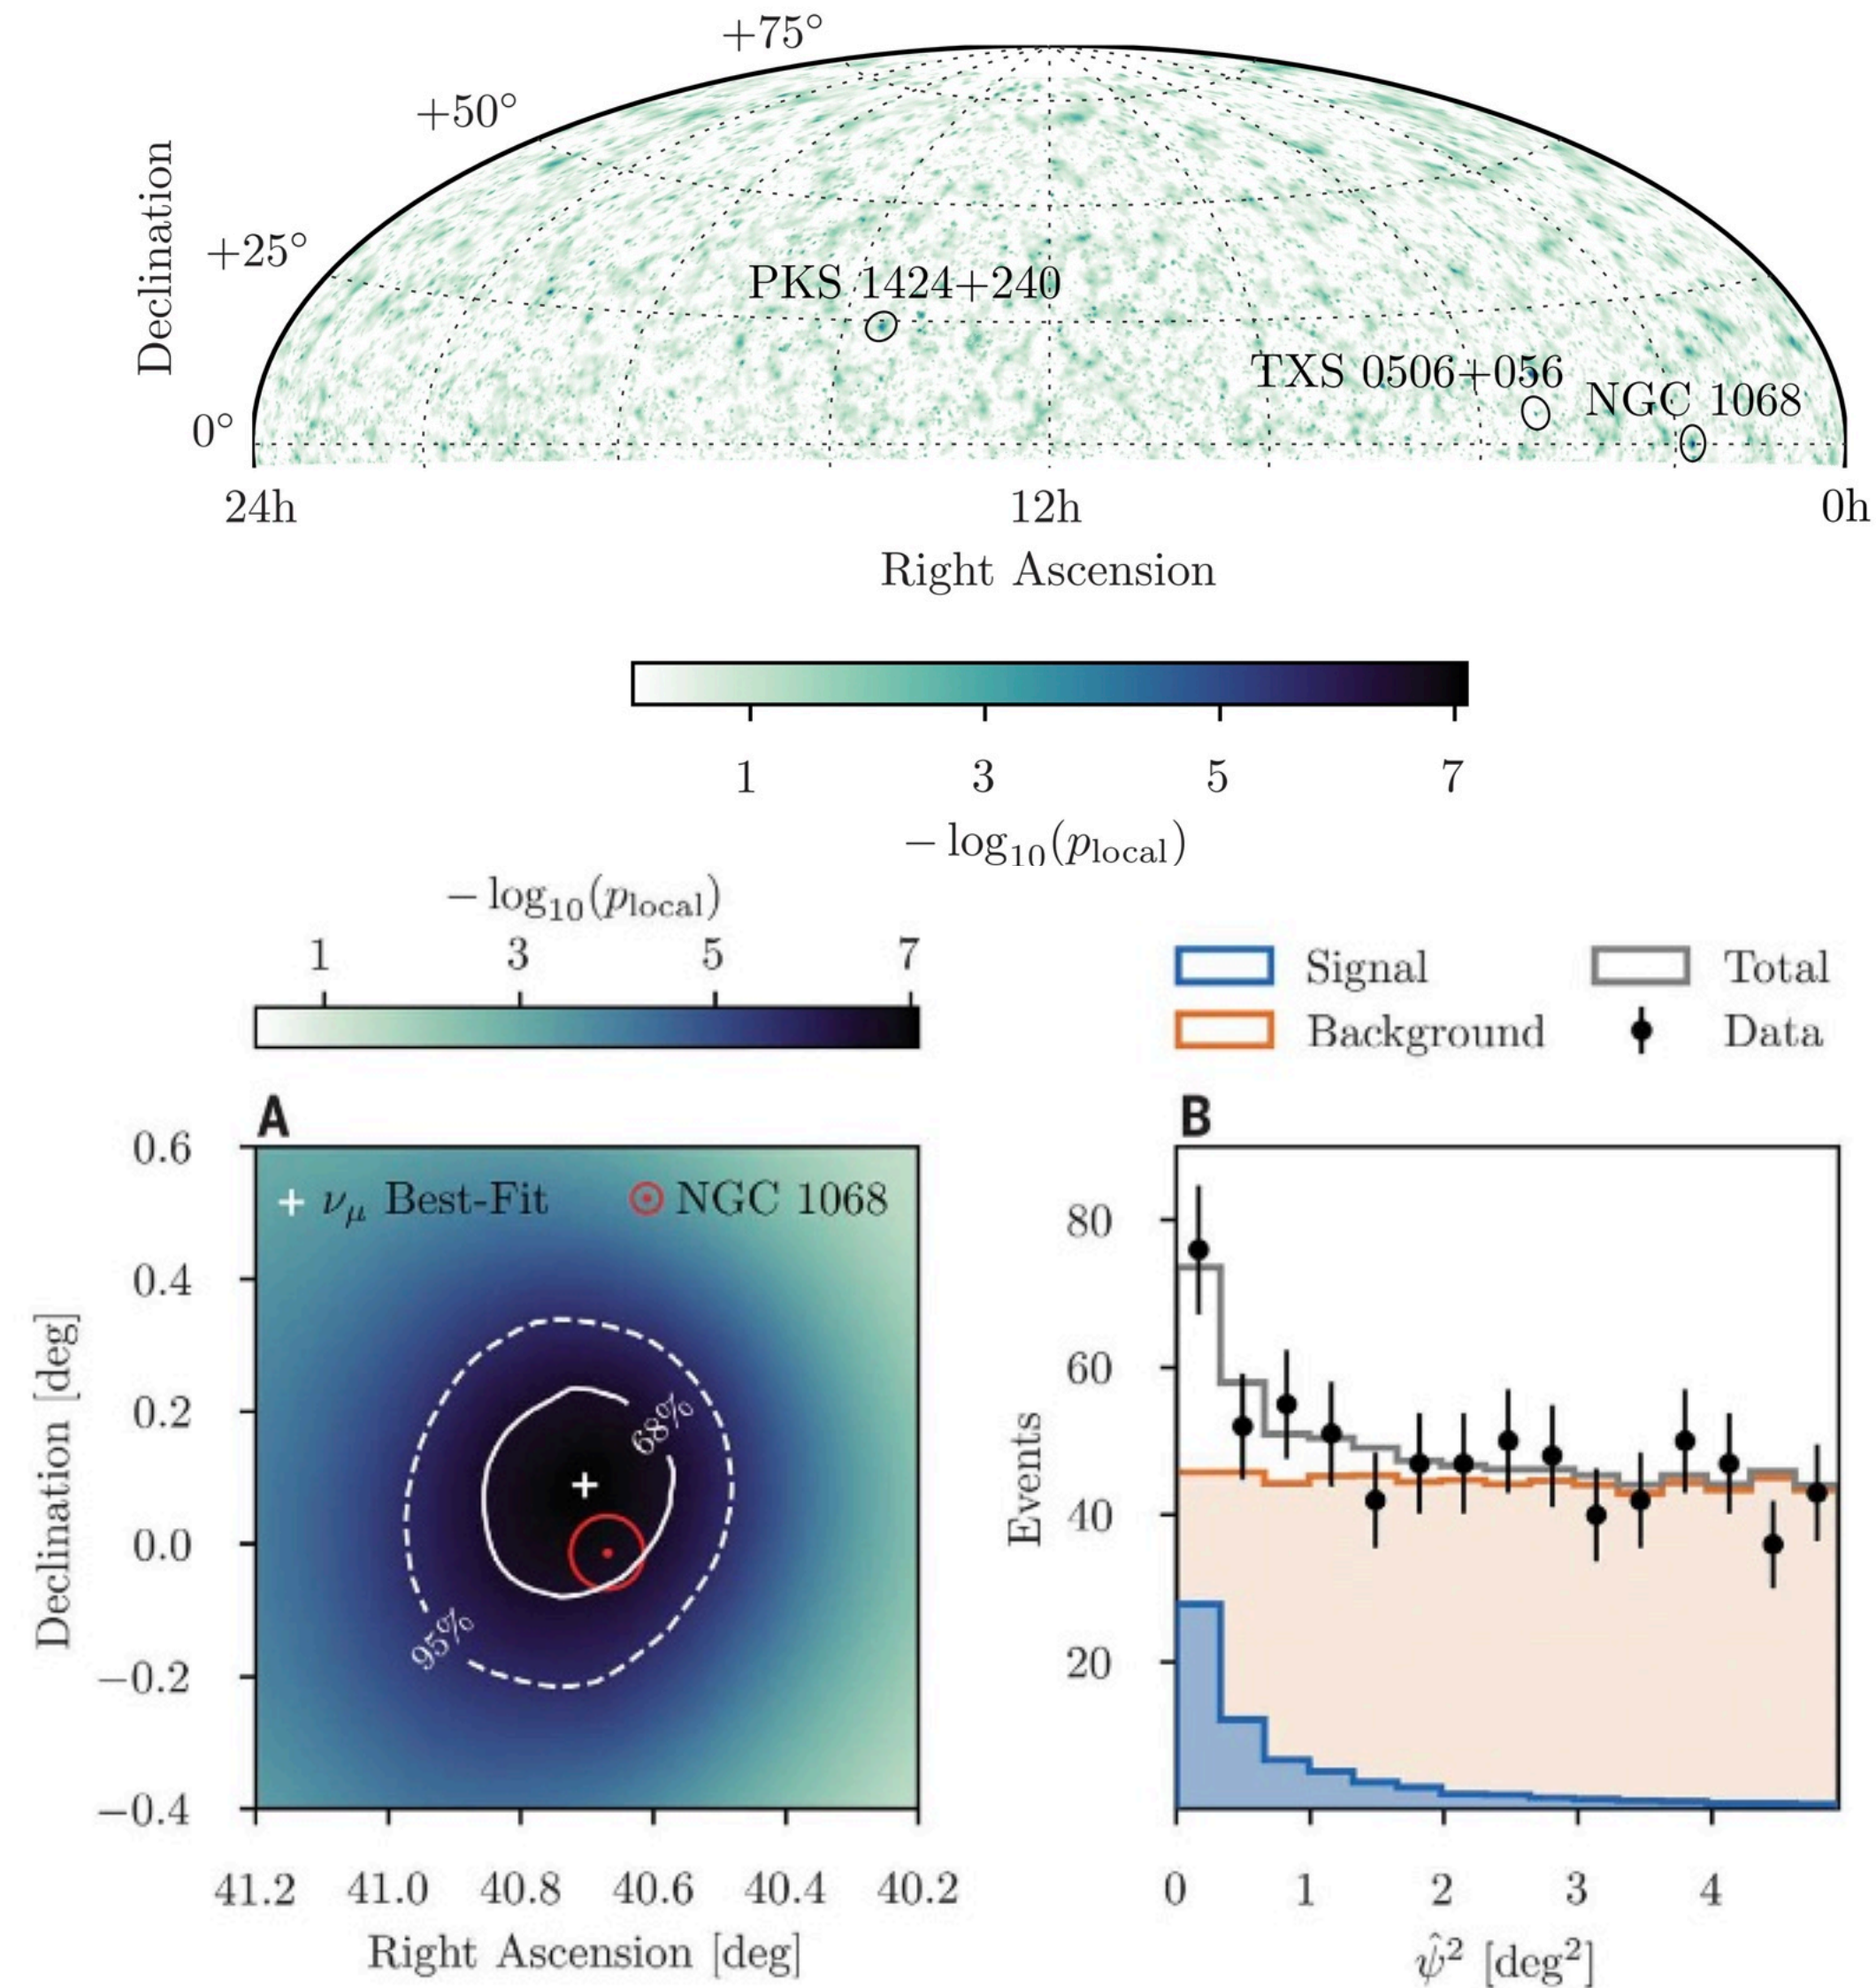 +75°
+50°
+25°
0°
Declination
PKS 1424+240
TXS 0506+056
NGC 1068
24h 12h 0h
Right Ascension
1 3 5 7
− log₁₀(p_local)
− log₁₀(p_local)
1 3 5 7
Signal
Total
Background
Data
A
+ ν_μ Best-Fit
NGC 1068
68%
95%
0.6
0.4
0.2
0.0
−0.2
−0.4
Declination [deg]
41.2 41.0 40.8 40.6 40.4 40.2
Right Ascension [deg]
B
80
60
40
20
Events
0 1 2 3 4
ψ̂² [deg²]